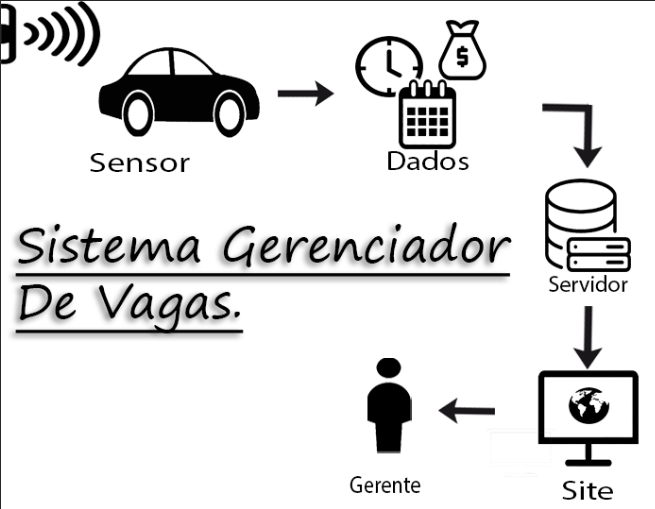 Sensor
Dados
$
Sistema Gerenciador
De Vagas.
Servidor
Gerente
Site